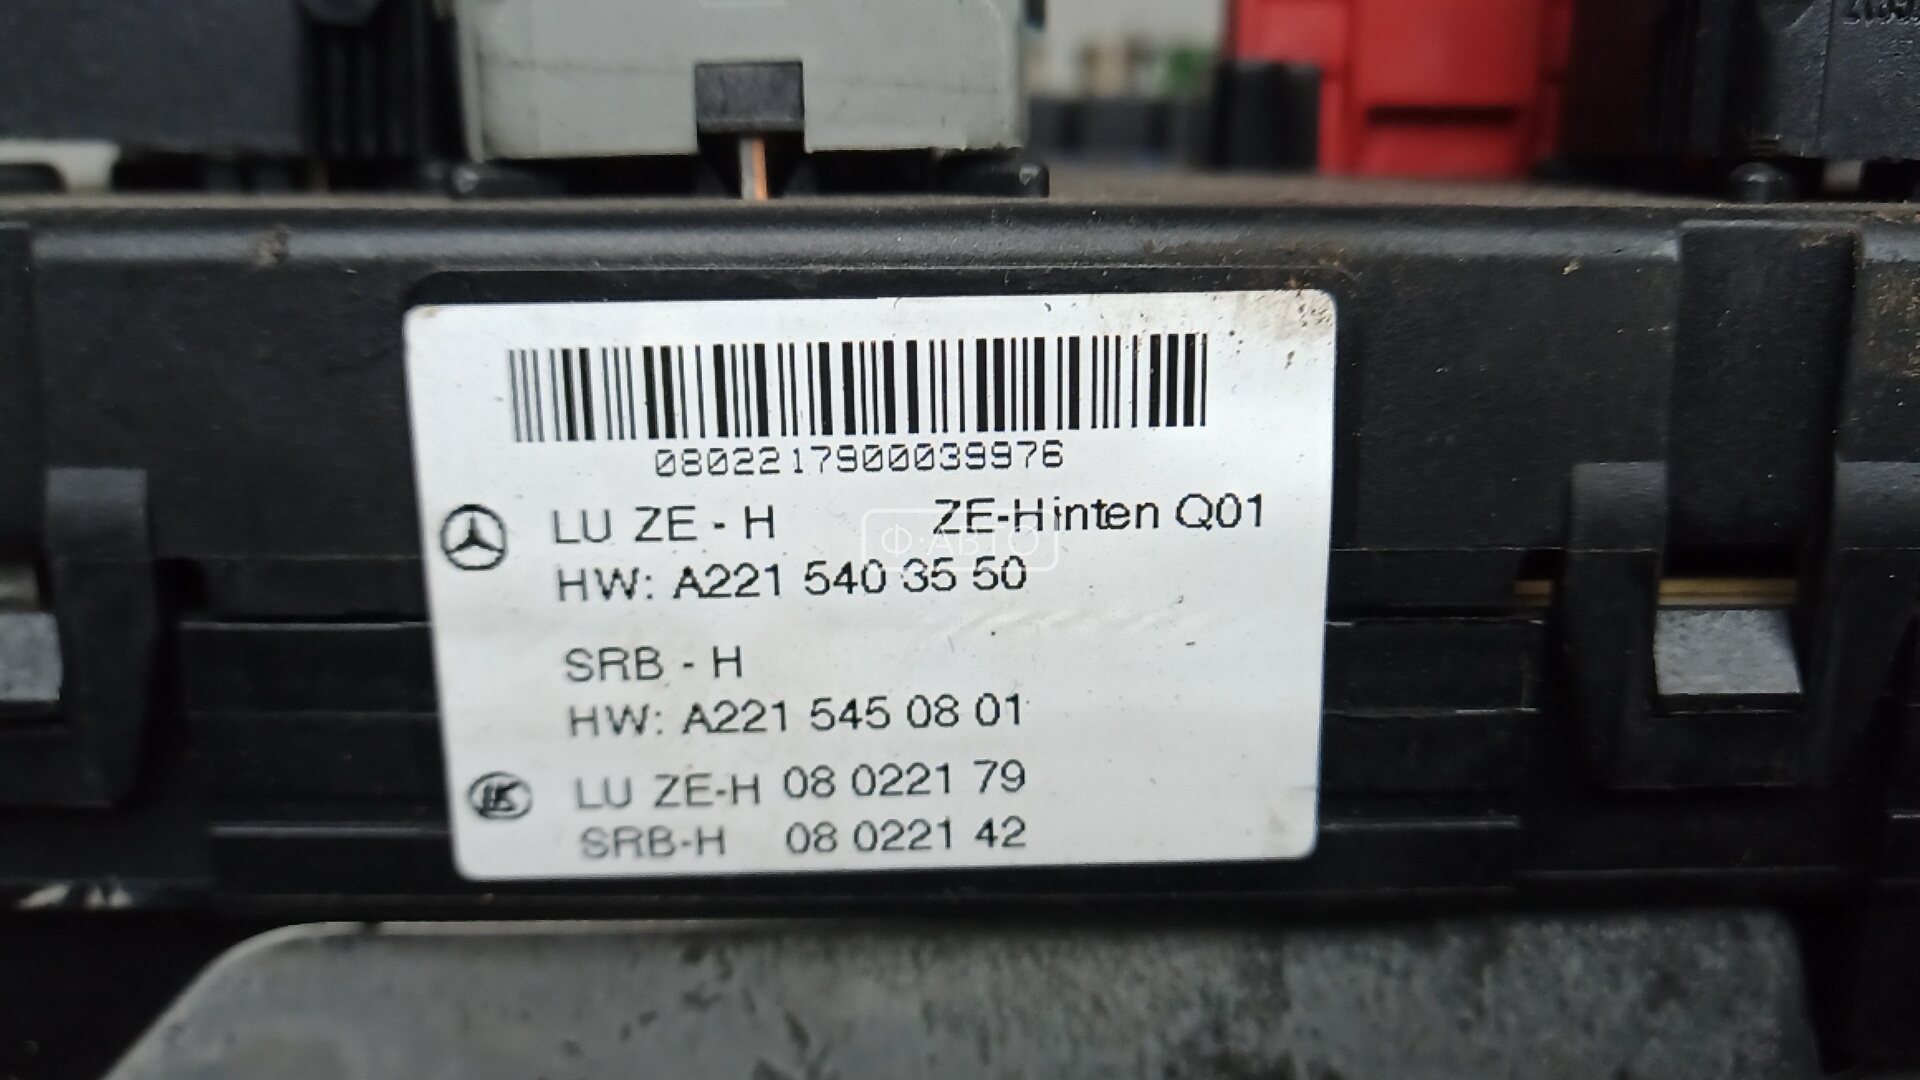 0802217900039976
LU ZE - H ZE-Hinten Q01
Ф·АВТО
HW: A221 540 35 50
SRB - H
HW: A221 545 08 01
LU ZE-H 08 0221 79
SRB-H 08 0221 42